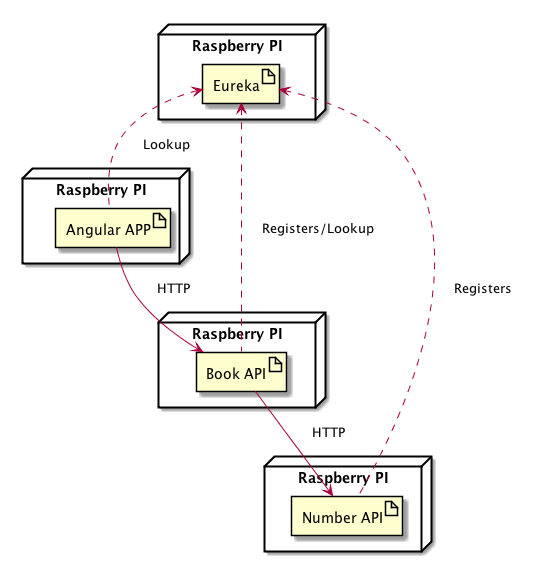 Raspberry PI
Eureka
Lookup
Raspberry PI
Angular APP
Registers/Lookup
HTTP
Registers
Raspberry PI
Book API
HTTP
Raspberry PI
Number API